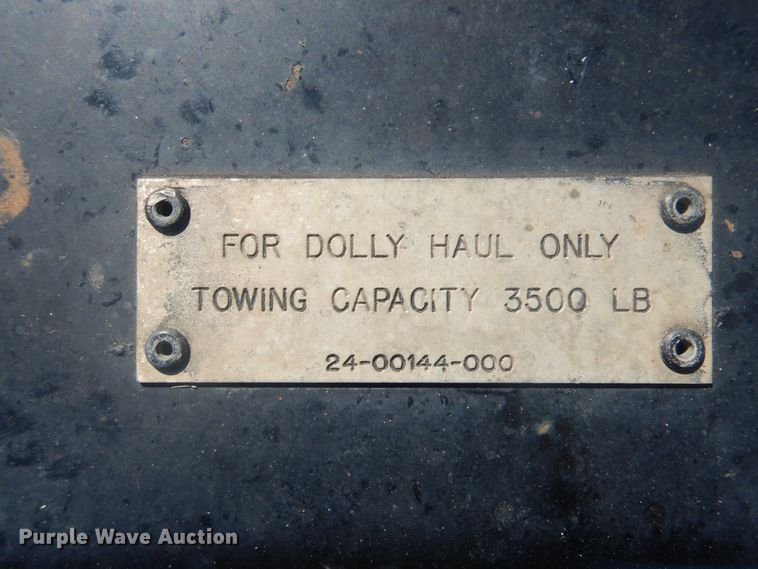 FOR DOLLY HAUL ONLY
TOWING CAPACITY 3500 LB
24-00144-000
Purple Wave Auction